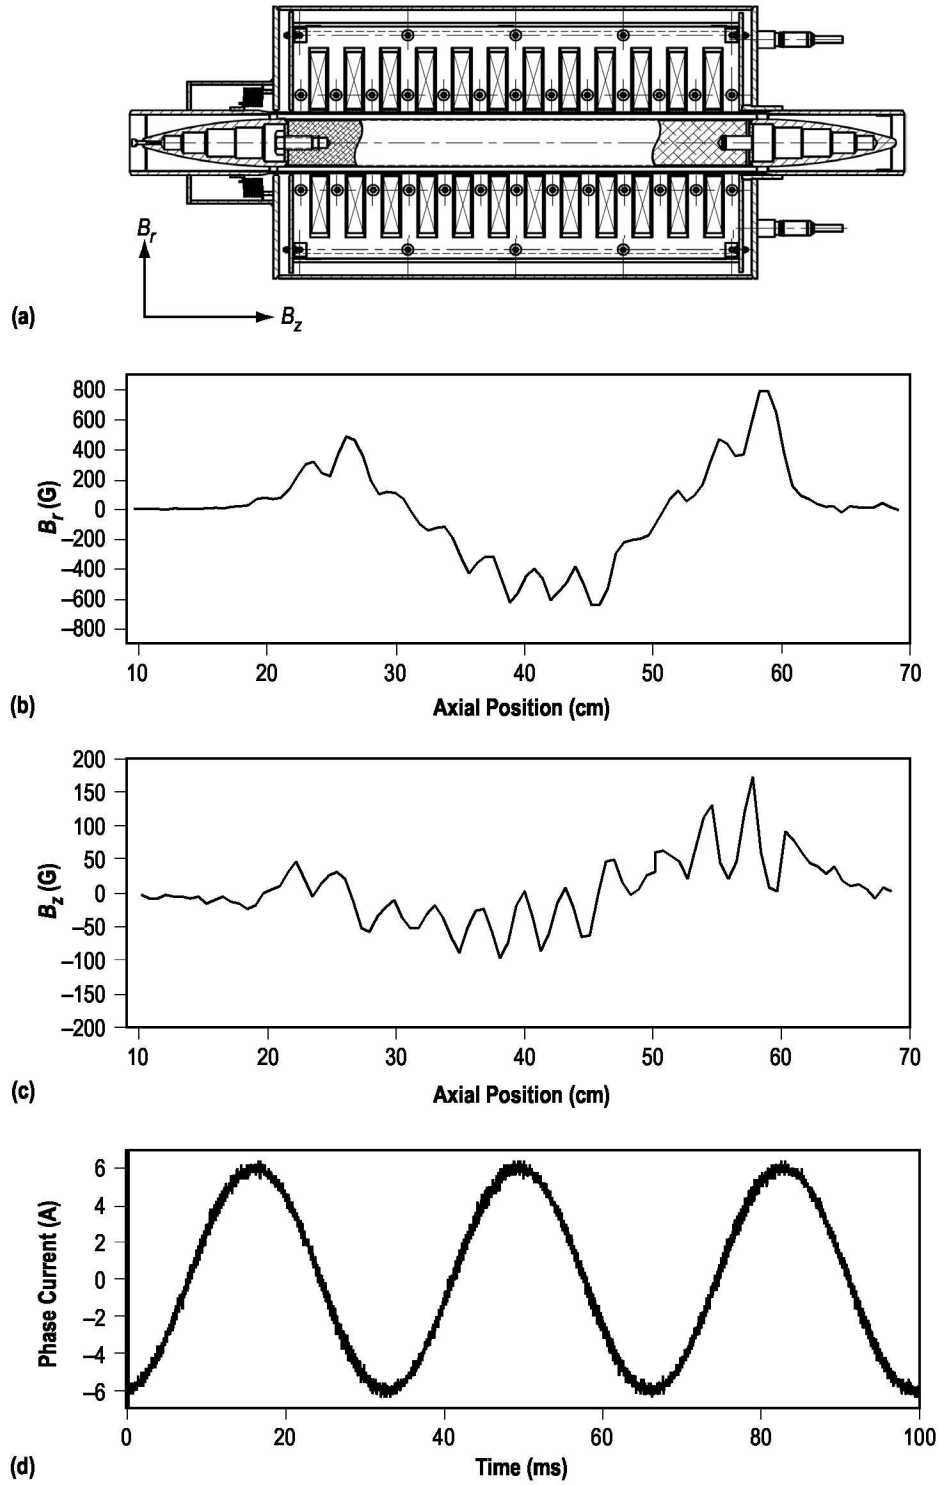 B_r
B_z
(a)
800
600
400
200
0
–200
–400
–600
–800
B_r (G)
10 20 30 40 50 60 70
Axial Position (cm)
(b)
200
150
100
50
0
–50
–100
–150
–200
B_z (G)
10 20 30 40 50 60 70
Axial Position (cm)
(c)
6
4
2
0
–2
–4
–6
Phase Current (A)
0 20 40 60 80 100
Time (ms)
(d)